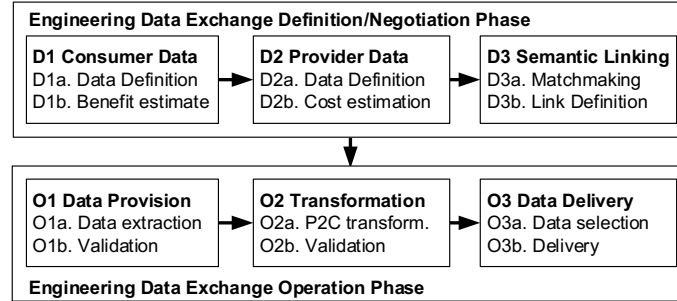 Engineering Data Exchange Definition/Negotiation Phase
D1 Consumer Data
D1a. Data Definition
D1b. Benefit estimate
D2 Provider Data
D2a. Data Definition
D2b. Cost estimation
D3 Semantic Linking
D3a. Matchmaking
D3b. Link Definition
O1 Data Provision
O1a. Data extraction
O1b. Validation
O2 Transformation
O2a. P2C transform.
O2b. Validation
O3 Data Delivery
O3a. Data selection
O3b. Delivery
Engineering Data Exchange Operation Phase